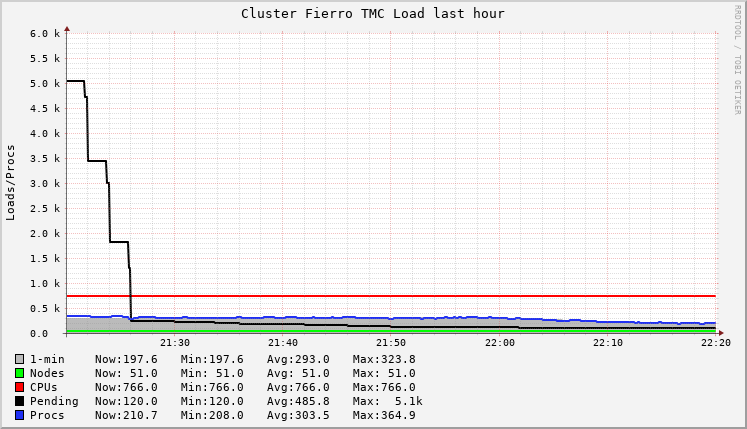 Cluster Fierro TMC Load last hour
RRDTOOL / TOBI OETIKER
Loads/Procs
6.0 k
5.5 k
5.0 k
4.5 k
4.0 k
3.5 k
3.0 k
2.5 k
2.0 k
1.5 k
1.0 k
0.5 k
0.0
21:30 21:40 21:50 22:00 22:10 22:20
1-min Now:197.6 Min:197.6 Avg:293.0 Max:323.8
Nodes Now: 51.0 Min: 51.0 Avg: 51.0 Max: 51.0
CPUs Now:766.0 Min:766.0 Avg:766.0 Max:766.0
Pending Now:120.0 Min:120.0 Avg:485.8 Max: 5.1k
Procs Now:210.7 Min:208.0 Avg:303.5 Max:364.9